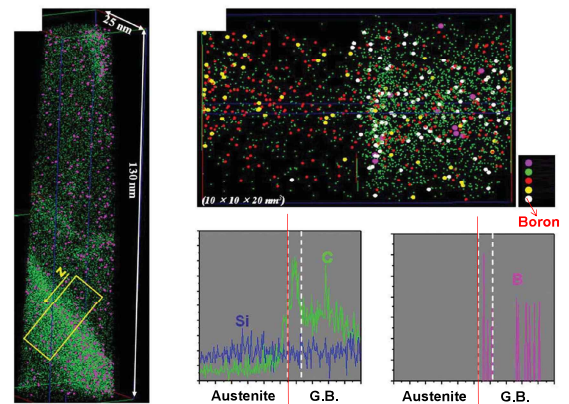 25 nm
130 nm
N
(10 × 10 × 20 nm³)
Boron
Si
C
B
Austenite
G.B.
Austenite
G.B.